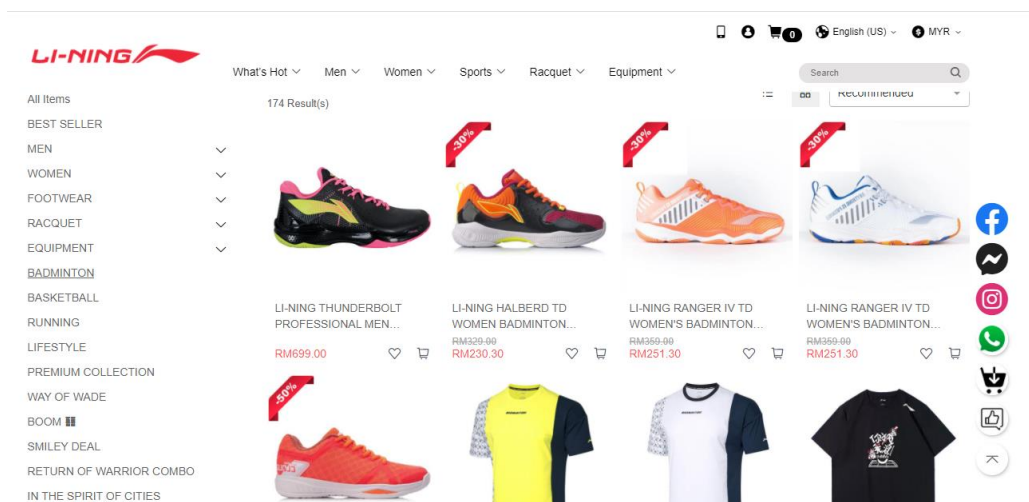 0
English (US)
MYR
LI-NING
What's Hot
Men
Women
Sports
Racquet
Equipment
Search
174 Result(s)
Recommended
All Items
BEST SELLER
MEN
WOMEN
FOOTWEAR
RACQUET
EQUIPMENT
BADMINTON
BASKETBALL
RUNNING
LIFESTYLE
PREMIUM COLLECTION
WAY OF WADE
BOOM
SMILEY DEAL
RETURN OF WARRIOR COMBO
IN THE SPIRIT OF CITIES
LI-NING THUNDERBOLT
PROFESSIONAL MEN...
RM699.00
-30%
LI-NING HALBERD TD
WOMEN BADMINTON...
RM329.00
RM230.30
-30%
LI-NING RANGER IV TD
WOMEN'S BADMINTON...
RM359.00
RM251.30
-30%
LI-NING RANGER IV TD
WOMEN'S BADMINTON...
RM359.00
RM251.30
-50%